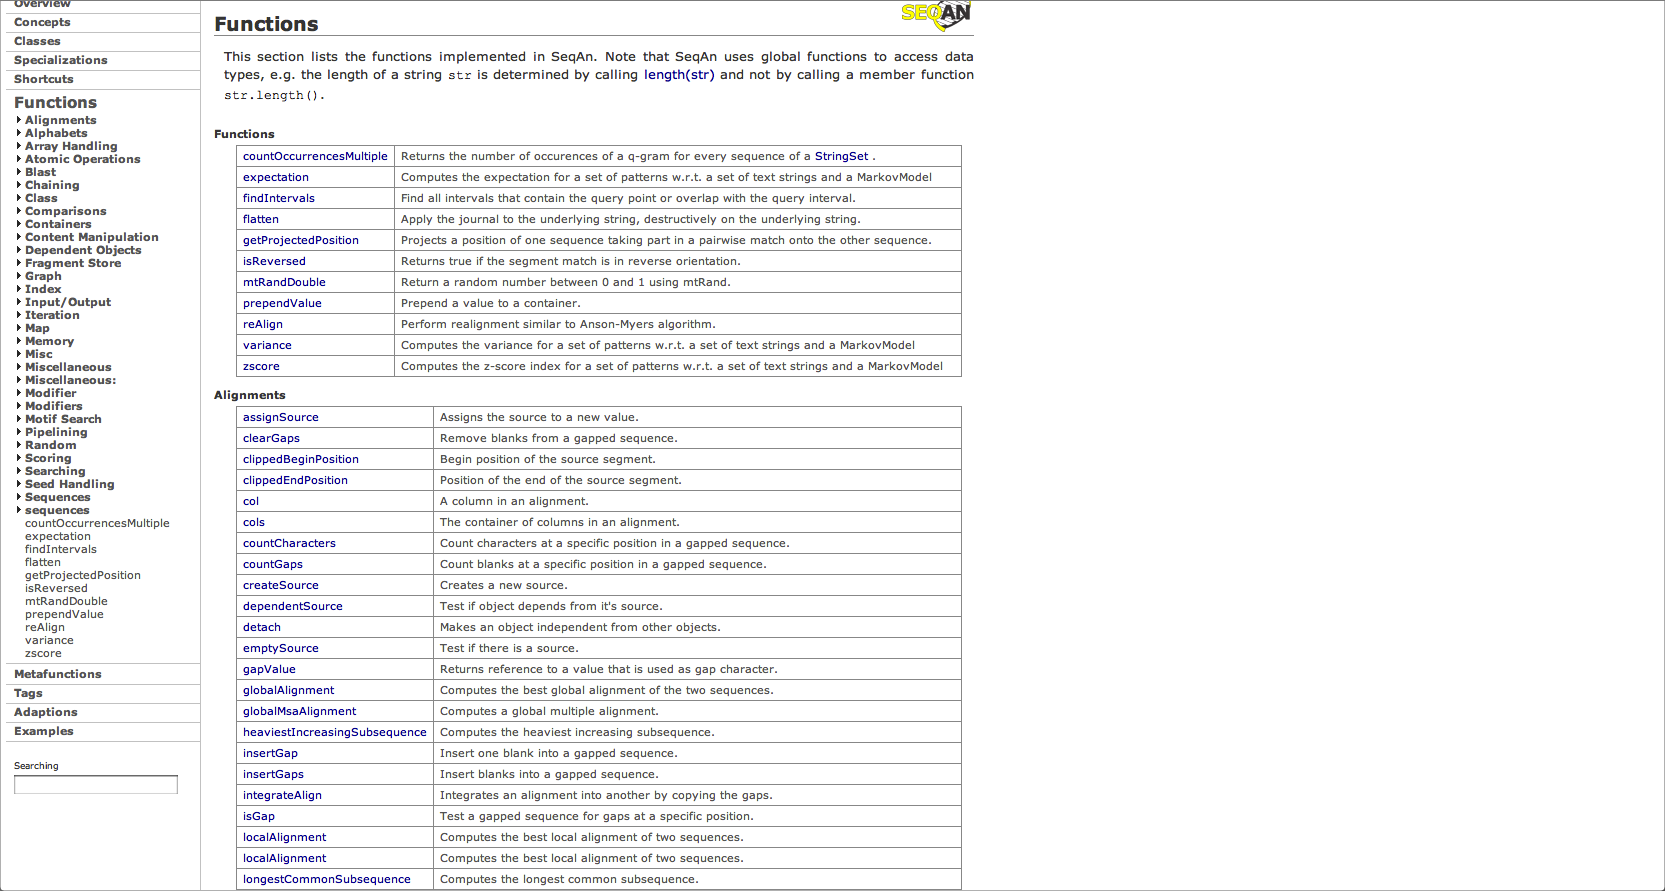 Overview
Concepts
Classes
Specializations
Shortcuts
Functions
Alignments
Alphabets
Array Handling
Atomic Operations
Blast
Chaining
Class
Comparisons
Containers
Content Manipulation
Dependent Objects
Fragment Store
Graph
Index
Input/Output
Iteration
Map
Memory
Misc
Miscellaneous
Miscellaneous:
Modifier
Modifiers
Motif Search
Pipelining
Random
Scoring
Searching
Seed Handling
Sequences
sequences
countOccurrencesMultiple
expectation
findIntervals
flatten
getProjectedPosition
isReversed
mtRandDouble
prependValue
reAlign
variance
zscore
Metafunctions
Tags
Adaptions
Examples
Searching
SEQAN
Functions
This section lists the functions implemented in SeqAn. Note that SeqAn uses global functions to access data
types, e.g. the length of a string str is determined by calling length(str) and not by calling a member function
str.length().
Functions
countOccurrencesMultiple Returns the number of occurences of a q-gram for every sequence of a StringSet .
expectation Computes the expectation for a set of patterns w.r.t. a set of text strings and a MarkovModel
findIntervals Find all intervals that contain the query point or overlap with the query interval.
flatten Apply the journal to the underlying string, destructively on the underlying string.
getProjectedPosition Projects a position of one sequence taking part in a pairwise match onto the other sequence.
isReversed Returns true if the segment match is in reverse orientation.
mtRandDouble Return a random number between 0 and 1 using mtRand.
prependValue Prepend a value to a container.
reAlign Perform realignment similar to Anson-Myers algorithm.
variance Computes the variance for a set of patterns w.r.t. a set of text strings and a MarkovModel
zscore Computes the z-score index for a set of patterns w.r.t. a set of text strings and a MarkovModel
Alignments
assignSource Assigns the source to a new value.
clearGaps Remove blanks from a gapped sequence.
clippedBeginPosition Begin position of the source segment.
clippedEndPosition Position of the end of the source segment.
col A column in an alignment.
cols The container of columns in an alignment.
countCharacters Count characters at a specific position in a gapped sequence.
countGaps Count blanks at a specific position in a gapped sequence.
createSource Creates a new source.
dependentSource Test if object depends from it's source.
detach Makes an object independent from other objects.
emptySource Test if there is a source.
gapValue Returns reference to a value that is used as gap character.
globalAlignment Computes the best global alignment of the two sequences.
globalMsaAlignment Computes a global multiple alignment.
heaviestIncreasingSubsequence Computes the heaviest increasing subsequence.
insertGap Insert one blank into a gapped sequence.
insertGaps Insert blanks into a gapped sequence.
integrateAlign Integrates an alignment into another by copying the gaps.
isGap Test a gapped sequence for gaps at a specific position.
localAlignment Computes the best local alignment of two sequences.
localAlignment Computes the best local alignment of two sequences.
longestCommonSubsequence Computes the longest common subsequence.